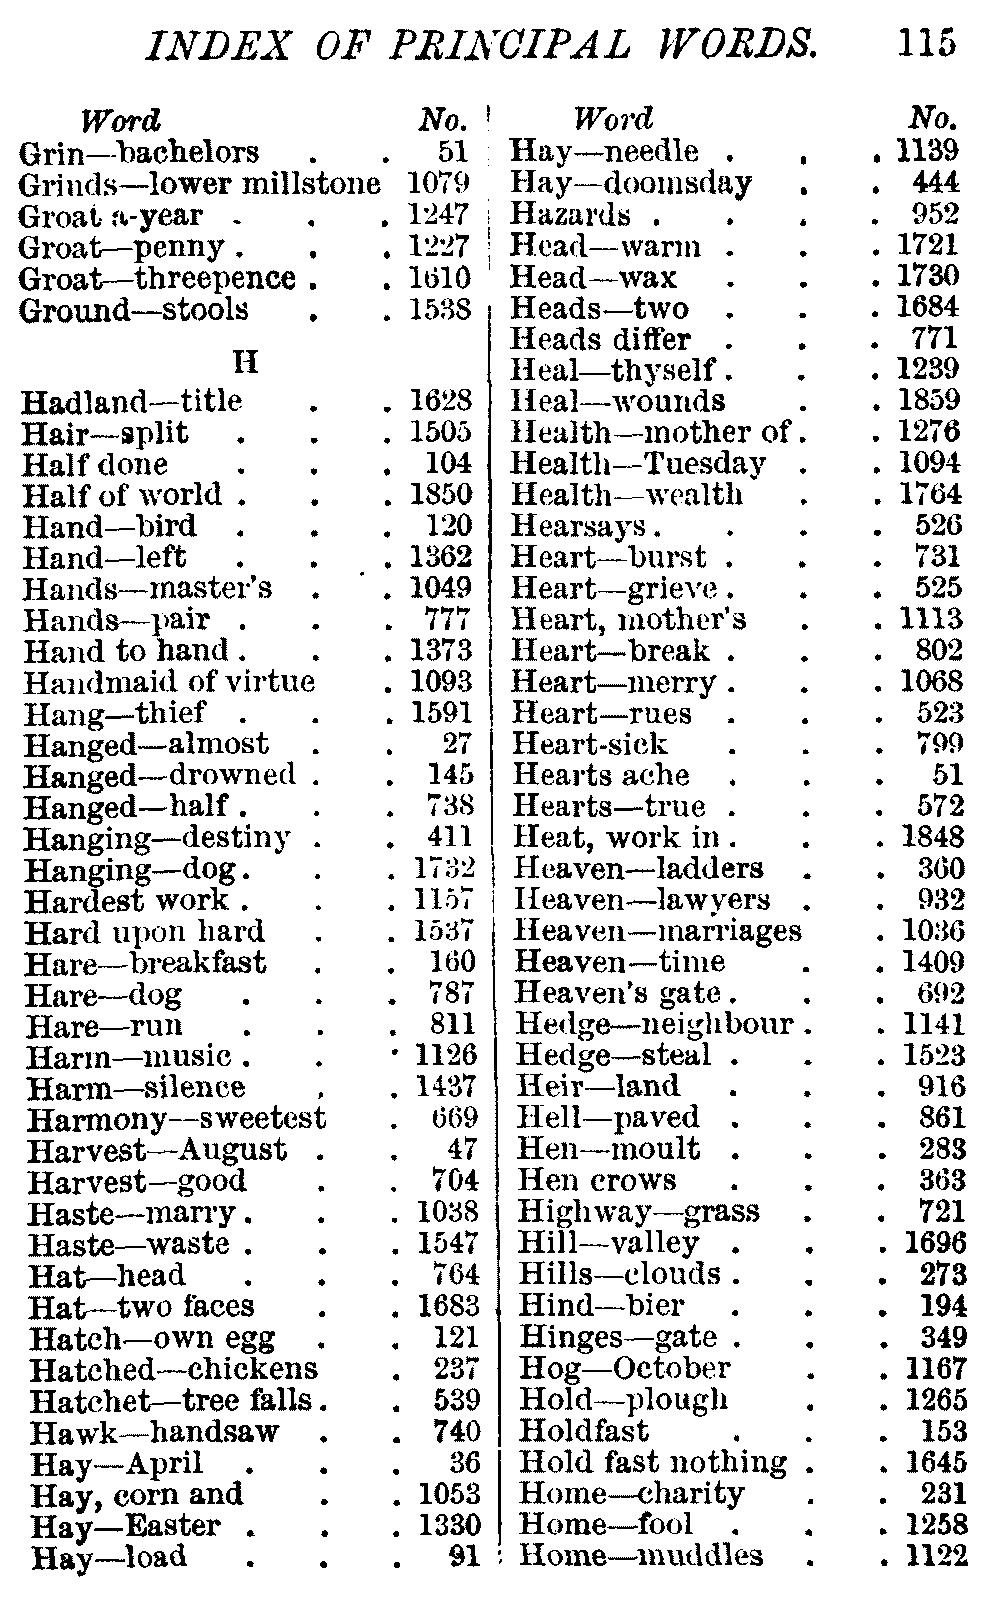 INDEX OF PRINCIPAL WORDS. 115
Word No.
Grin—bachelors . . 51
Grinds—lower millstone 1079
Groat a-year . . . 1247
Groat—penny . . . 1227
Groat—threepence . . 1610
Ground—stools . . 1538
H
Hadland—title . . 1628
Hair—split . . . 1505
Half done . . . 104
Half of world . . . 1850
Hand—bird . . . 120
Hand—left . . . 1362
Hands—master's . . 1049
Hands—pair . . . 777
Hand to hand . . . 1373
Handmaid of virtue . 1093
Hang—thief . . . 1591
Hanged—almost . . 27
Hanged—drowned . . 145
Hanged—half . . . 738
Hanging—destiny . . 411
Hanging—dog . . . 1732
Hardest work . . . 1157
Hard upon hard . . 1537
Hare—breakfast . . 160
Hare—dog . . . 787
Hare—run . . . 811
Harm—music . . . 1126
Harm—silence . . 1437
Harmony—sweetest . 669
Harvest—August . . 47
Harvest—good . . 704
Haste—marry . . . 1038
Haste—waste . . . 1547
Hat—head . . . 764
Hat—two faces . . 1683
Hatch—own egg . . 121
Hatched—chickens . 237
Hatchet—tree falls . . 539
Hawk—handsaw . . 740
Hay—April . . . 36
Hay, corn and . . 1053
Hay—Easter . . . 1330
Hay—load . . . 91
Word No.
Hay—needle . . . 1139
Hay—doomsday . . 444
Hazards . . . . 952
Head—warm . . . 1721
Head—wax . . . 1730
Heads—two . . . 1684
Heads differ . . . 771
Heal—thyself . . . 1239
Heal—wounds . . 1859
Health—mother of . . 1276
Health—Tuesday . . 1094
Health—wealth . . 1764
Hearsays . . . . 526
Heart—burst . . . 731
Heart—grieve . . . 525
Heart, mother's . . 1113
Heart—break . . . 802
Heart—merry . . . 1068
Heart—rues . . . 523
Heart-sick . . . 799
Hearts ache . . . 51
Hearts—true . . . 572
Heat, work in . . . 1848
Heaven—ladders . . 360
Heaven—lawyers . . 932
Heaven—marriages . 1036
Heaven—time . . 1409
Heaven's gate . . . 692
Hedge—neighbour . . 1141
Hedge—steal . . . 1523
Heir—land . . . 916
Hell—paved . . . 861
Hen—moult . . . 283
Hen crows . . . 363
Highway—grass . . 721
Hill—valley . . . 1696
Hills—clouds . . . 273
Hind—bier . . . 194
Hinges—gate . . . 349
Hog—October . . 1167
Hold—plough . . 1265
Holdfast . . . 153
Hold fast nothing . . 1645
Home—charity . . 231
Home—fool . . . 1258
Home—muddles . . 1122